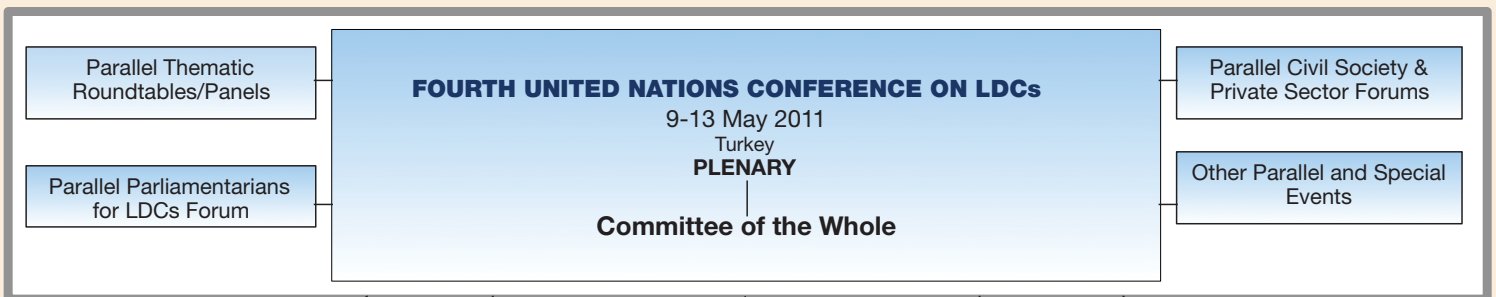 Parallel Thematic
Roundtables/Panels
Parallel Parliamentarians
for LDCs Forum
FOURTH UNITED NATIONS CONFERENCE ON LDCs
9-13 May 2011
Turkey
PLENARY
Committee of the Whole
Parallel Civil Society &
Private Sector Forums
Other Parallel and Special
Events